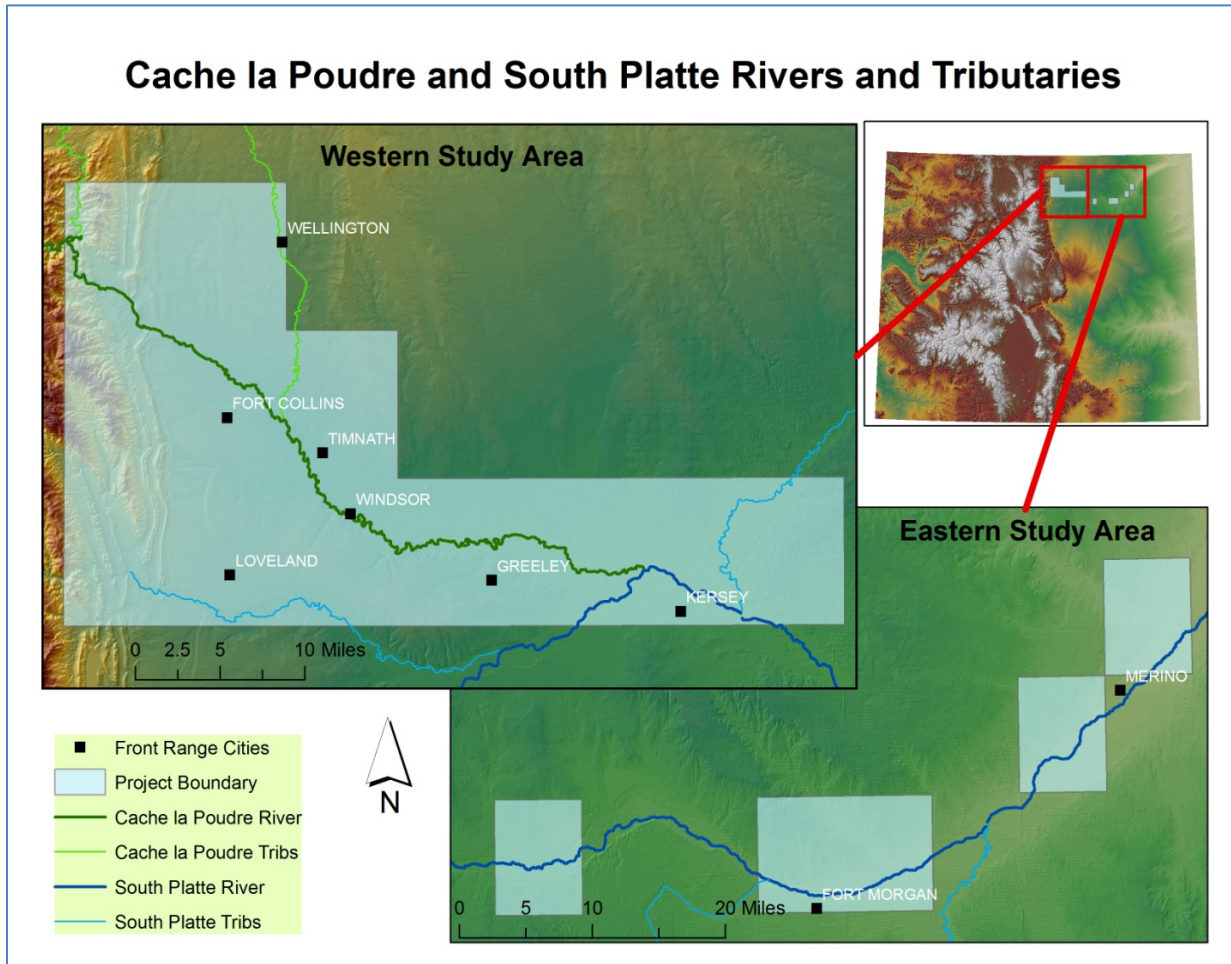 Cache la Poudre and South Platte Rivers and Tributaries
Western Study Area
WELLINGTON
FORT COLLINS
TIMNATH
WINDSOR
LOVELAND
GREELEY
KERSEY
0 2.5 5 10 Miles
Eastern Study Area
MERINO
FORT MORGAN
0 5 10 20 Miles
Front Range Cities
Project Boundary
Cache la Poudre River
Cache la Poudre Tribs
South Platte River
South Platte Tribs
N